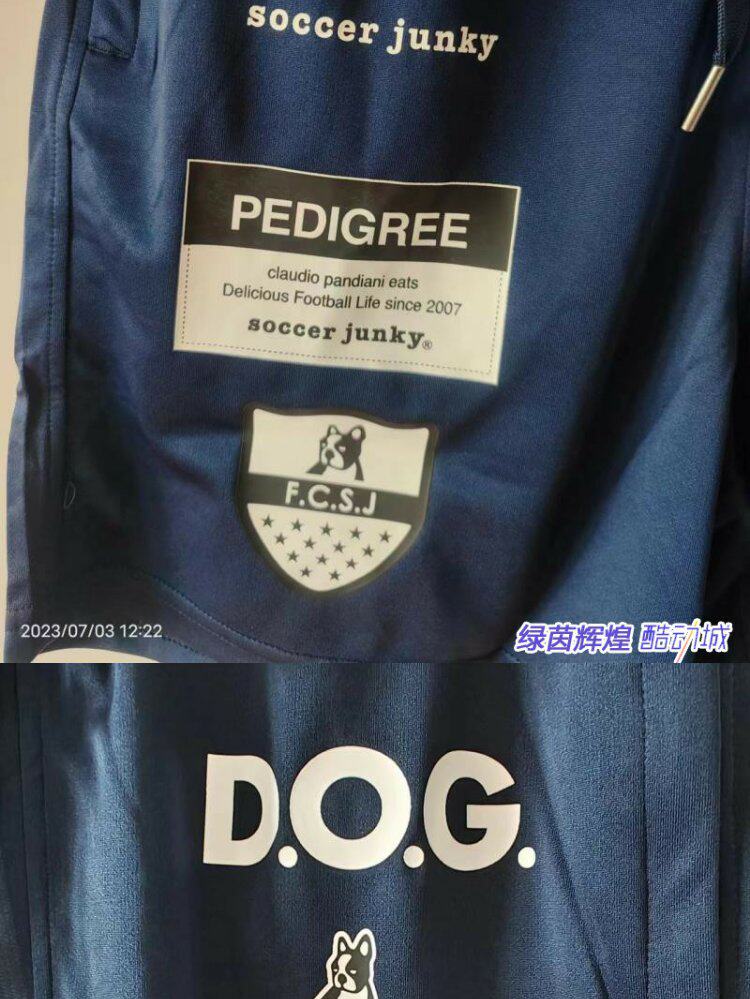 soccer junky
PEDIGREE
claudio pandiani eats
Delicious Football Life since 2007
soccer junky®
F.C.S.J
2023/07/03 12:22
绿茵辉煌 酷动城
D.O.G.